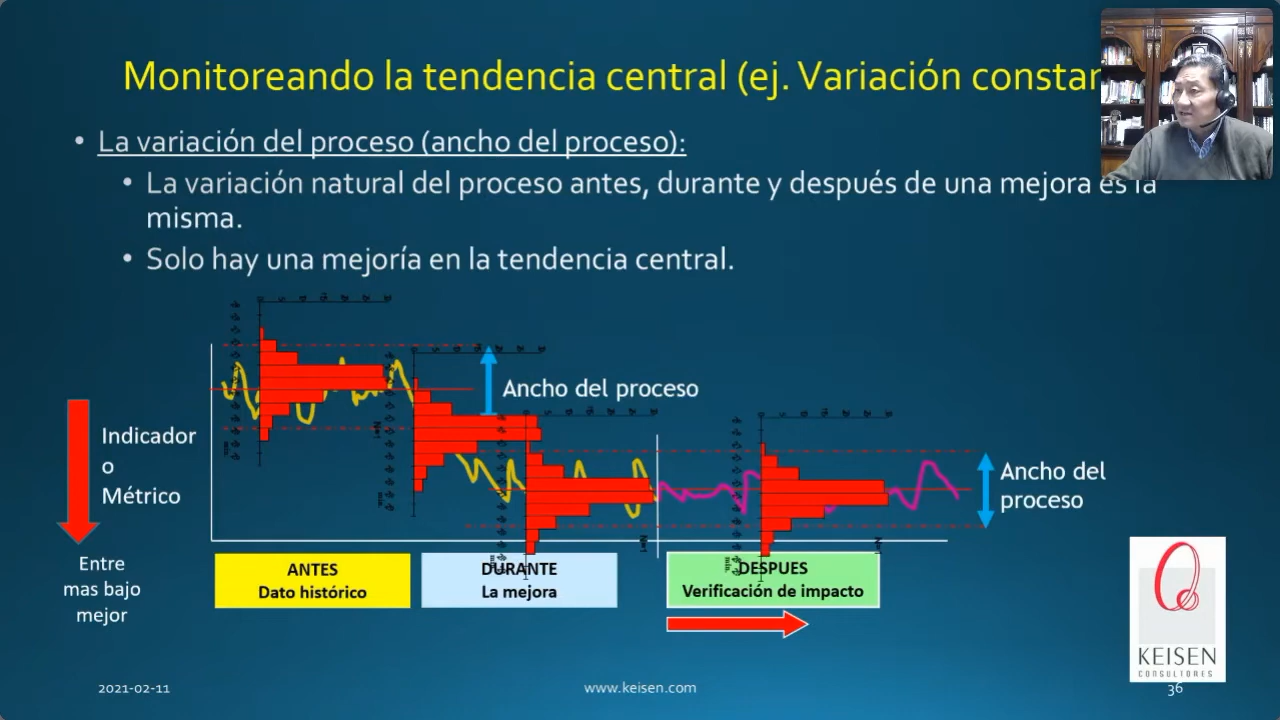 Monitoreando la tendencia central (ej. Variación constan
• La variación del proceso (ancho del proceso):
• La variación natural del proceso antes, durante y después de una mejora es la
misma.
• Solo hay una mejoría en la tendencia central.
Ancho del proceso
Indicador
o
Métrico
Ancho del
proceso
Entre
mas bajo
mejor
ANTES
Dato histórico
DURANTE
La mejora
DESPUES
Verificación de impacto
KEISEN
CONSULTORES
2021-02-11
www.keisen.com
36